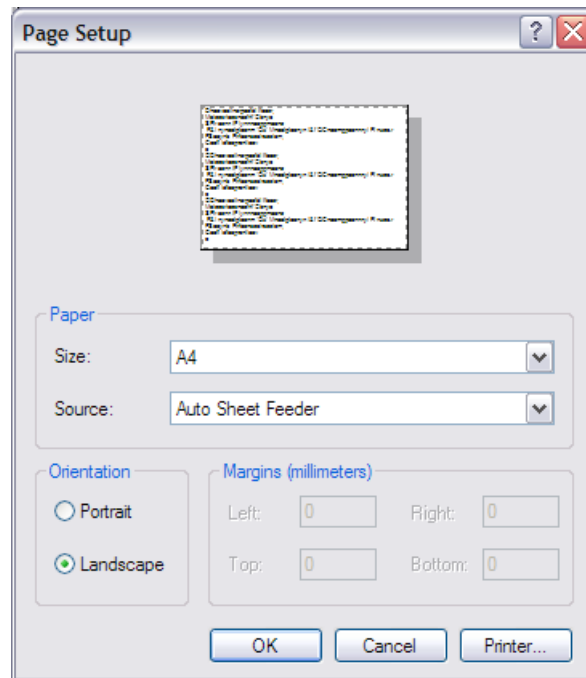 Page Setup
Paper
Size: A4
Source: Auto Sheet Feeder
Orientation
Portrait
Landscape
Margins (millimeters)
Left: 0 Right: 0
Top: 0 Bottom: 0
OK Cancel Printer...